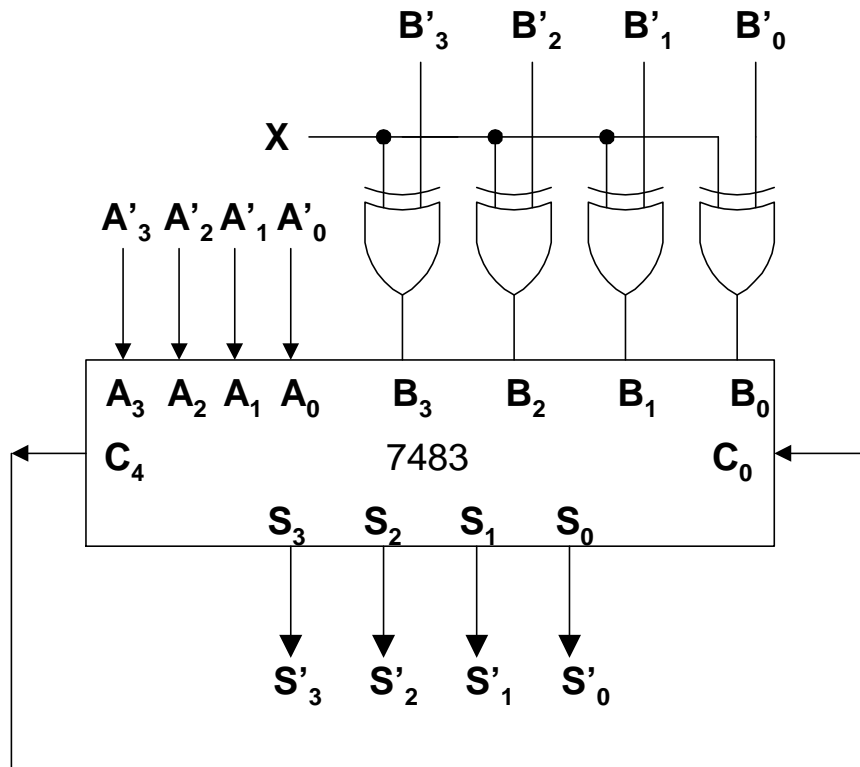 B’3 B’2 B’1 B’0
X
A’3 A’2 A’1 A’0
A3 A2 A1 A0 B3 B2 B1 B0
C4 7483 C0
S3 S2 S1 S0
S’3 S’2 S’1 S’0